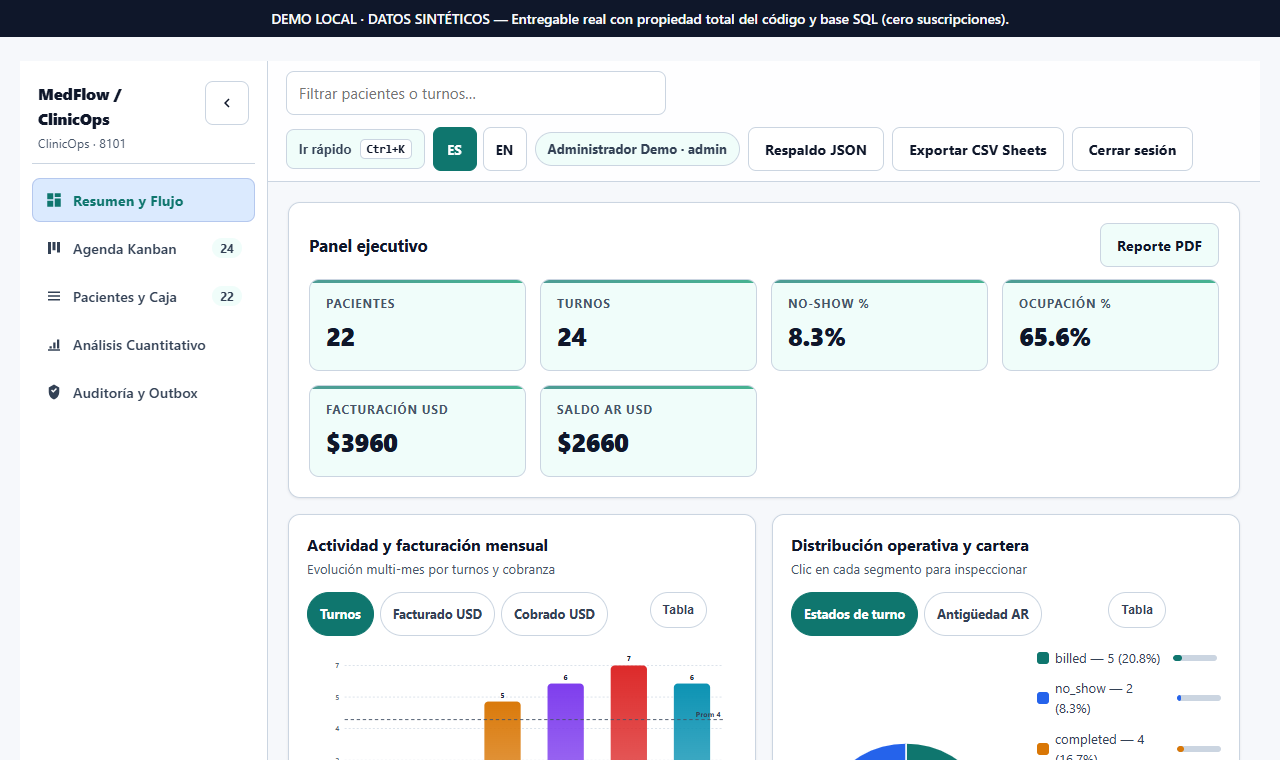 DEMO LOCAL · DATOS SINTÉTICOS — Entregable real con propiedad total del código y base SQL (cero suscripciones).
MedFlow /
ClinicOps
ClinicOps · 8101
Filtrar pacientes o turnos...
Ir rápido Ctrl+K ES EN Administrador Demo · admin Respaldo JSON Exportar CSV Sheets Cerrar sesión
Resumen y Flujo
Agenda Kanban 24
Pacientes y Caja 22
Análisis Cuantitativo
Auditoría y Outbox
Panel ejecutivo
Reporte PDF
PACIENTES
22
TURNOS
24
NO-SHOW %
8.3%
OCUPACIÓN %
65.6%
FACTURACIÓN USD
$3960
SALDO AR USD
$2660
Actividad y facturación mensual
Evolución multi-mes por turnos y cobranza
Turnos Facturado USD Cobrado USD Tabla
7
5
4
5
6
7
6
Prom 4
Distribución operativa y cartera
Clic en cada segmento para inspeccionar
Estados de turno Antigüedad AR Tabla
billed — 5 (20.8%)
no_show — 2
(8.3%)
completed — 4
(16.7%)